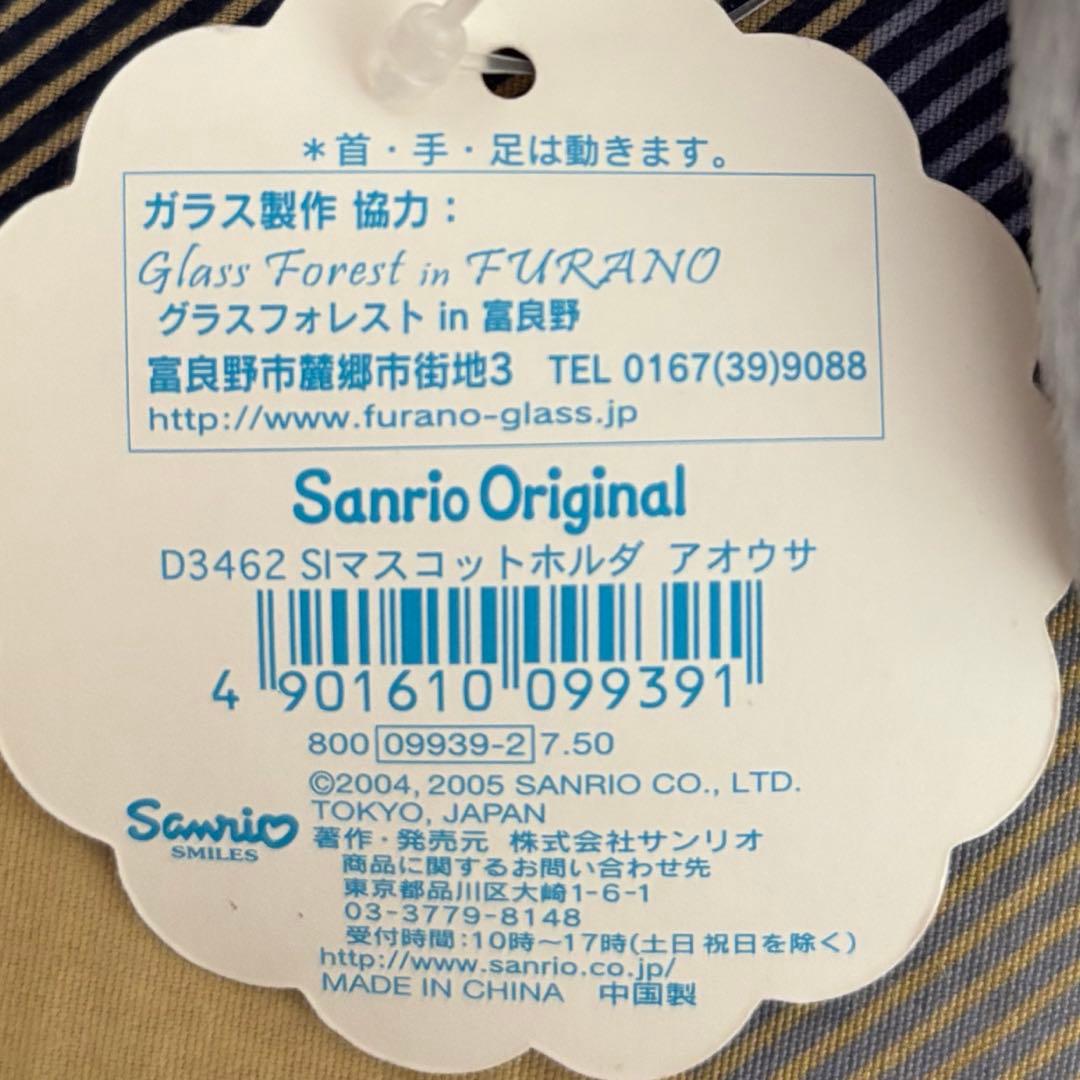 ＊首・手・足は動きます。
ガラス製作 協力：
Glass Forest in FURANO
グラスフォレスト in 富良野
富良野市麓郷市街地3　TEL 0167(39)9088
http://www.furano-glass.jp
Sanrio Original
D3462 SIマスコットホルダ アオウサ
4 901610 099391
800 09939-2 7.50
©2004, 2005 SANRIO CO., LTD.
TOKYO, JAPAN
Sanrio
SMILES
著作・発売元 株式会社サンリオ
商品に関するお問い合わせ先
東京都品川区大崎1-6-1
03-3779-8148
受付時間：10時〜17時(土日祝日を除く)
http://www.sanrio.co.jp/
MADE IN CHINA 中国製